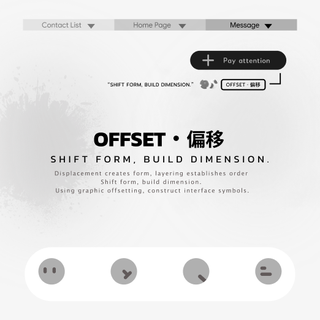 Contact List
Home Page
Message
Pay attention
"SHIFT FORM, BUILD DIMENSION."
OFFSET · 偏移
OFFSET · 偏移
SHIFT FORM, BUILD DIMENSION.
Displacement creates form, layering establishes order
Shift form, build dimension.
Using graphic offsetting, construct interface symbols.